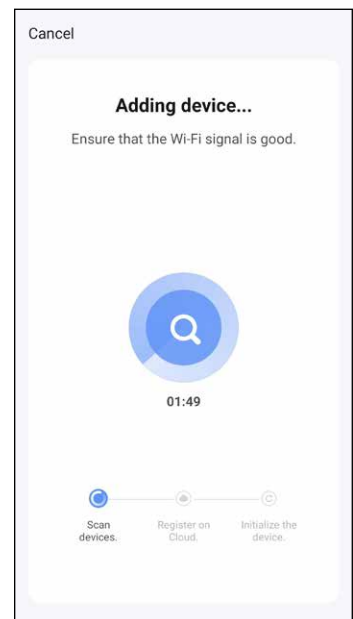 Cancel
Adding device...
Ensure that the Wi-Fi signal is good.
01:49
Scan
devices.
Register on
Cloud.
Initialize the
device.